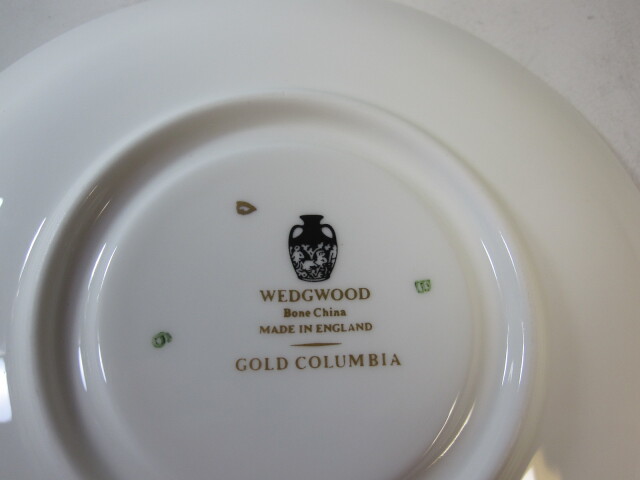 WEDGWOOD
Bone China
MADE IN ENGLAND
GOLD COLUMBIA